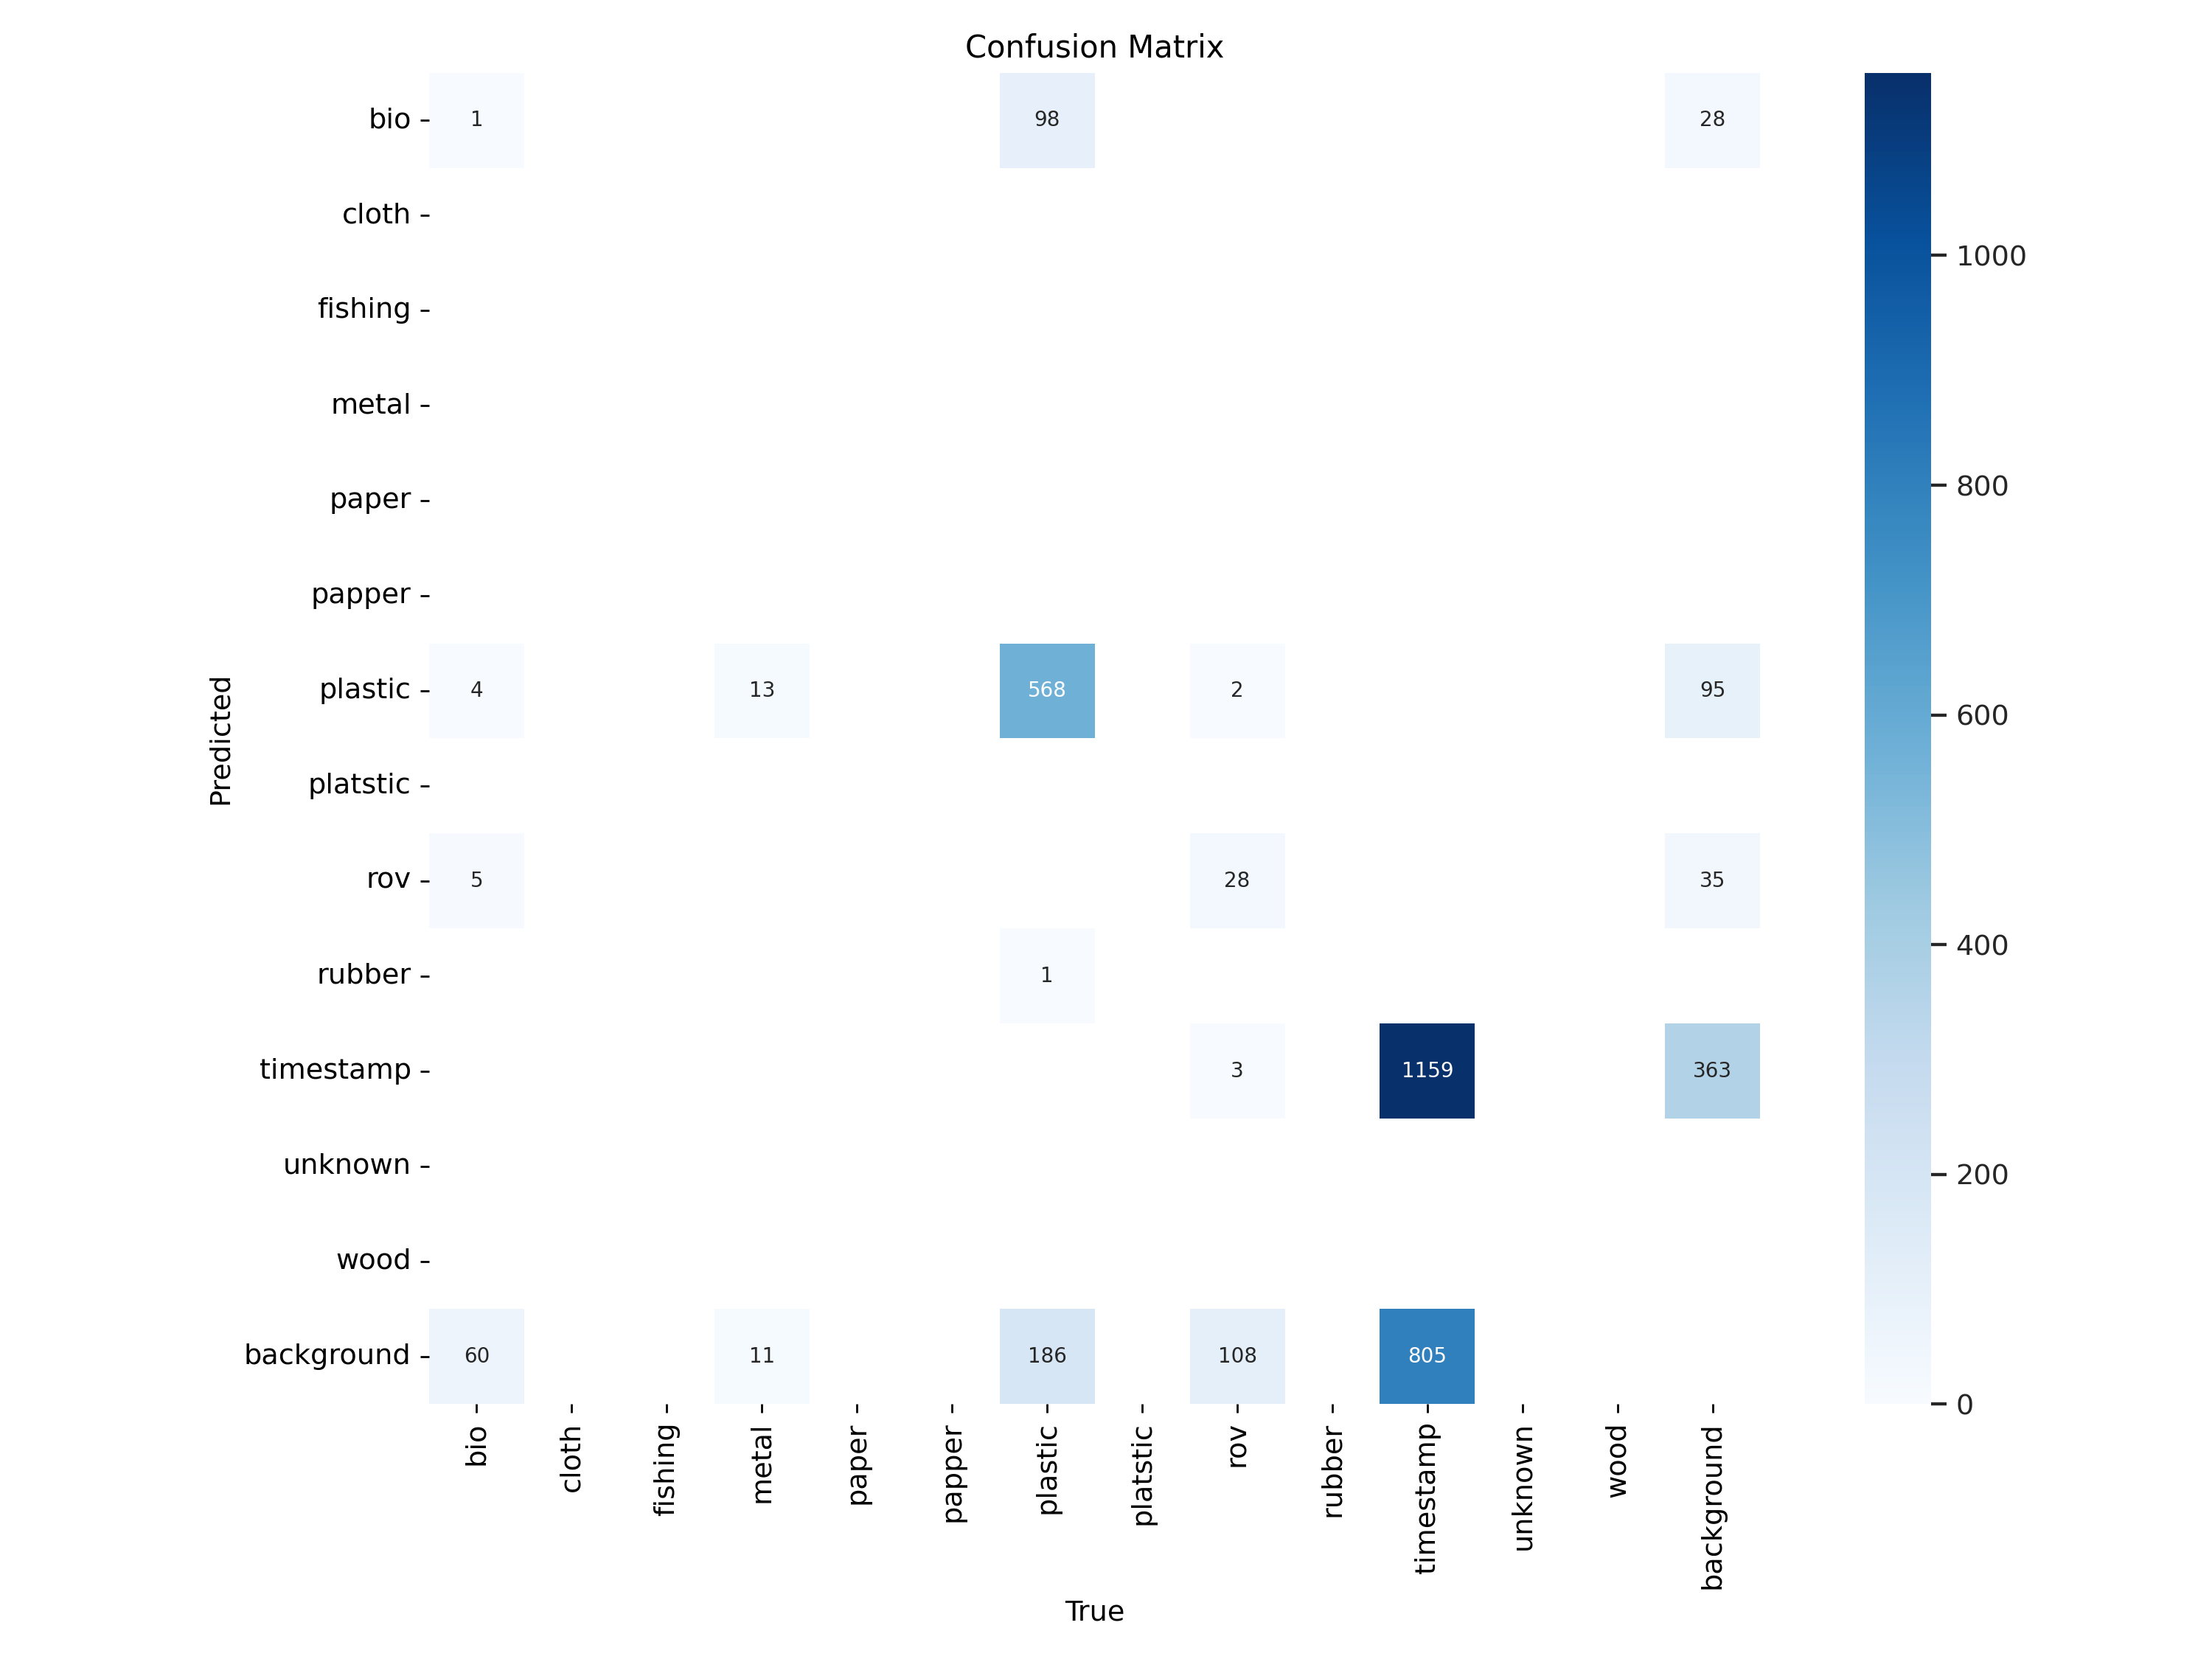 Confusion Matrix
bio
1
98
28
cloth
fishing
metal
paper
papper
plastic
4
13
568
2
95
platstic
rov
5
28
35
rubber
1
timestamp
3
1159
363
unknown
wood
background
60
11
186
108
805
Predicted
bio
cloth
fishing
metal
paper
papper
plastic
platstic
rov
rubber
timestamp
unknown
wood
background
True
1000
800
600
400
200
0